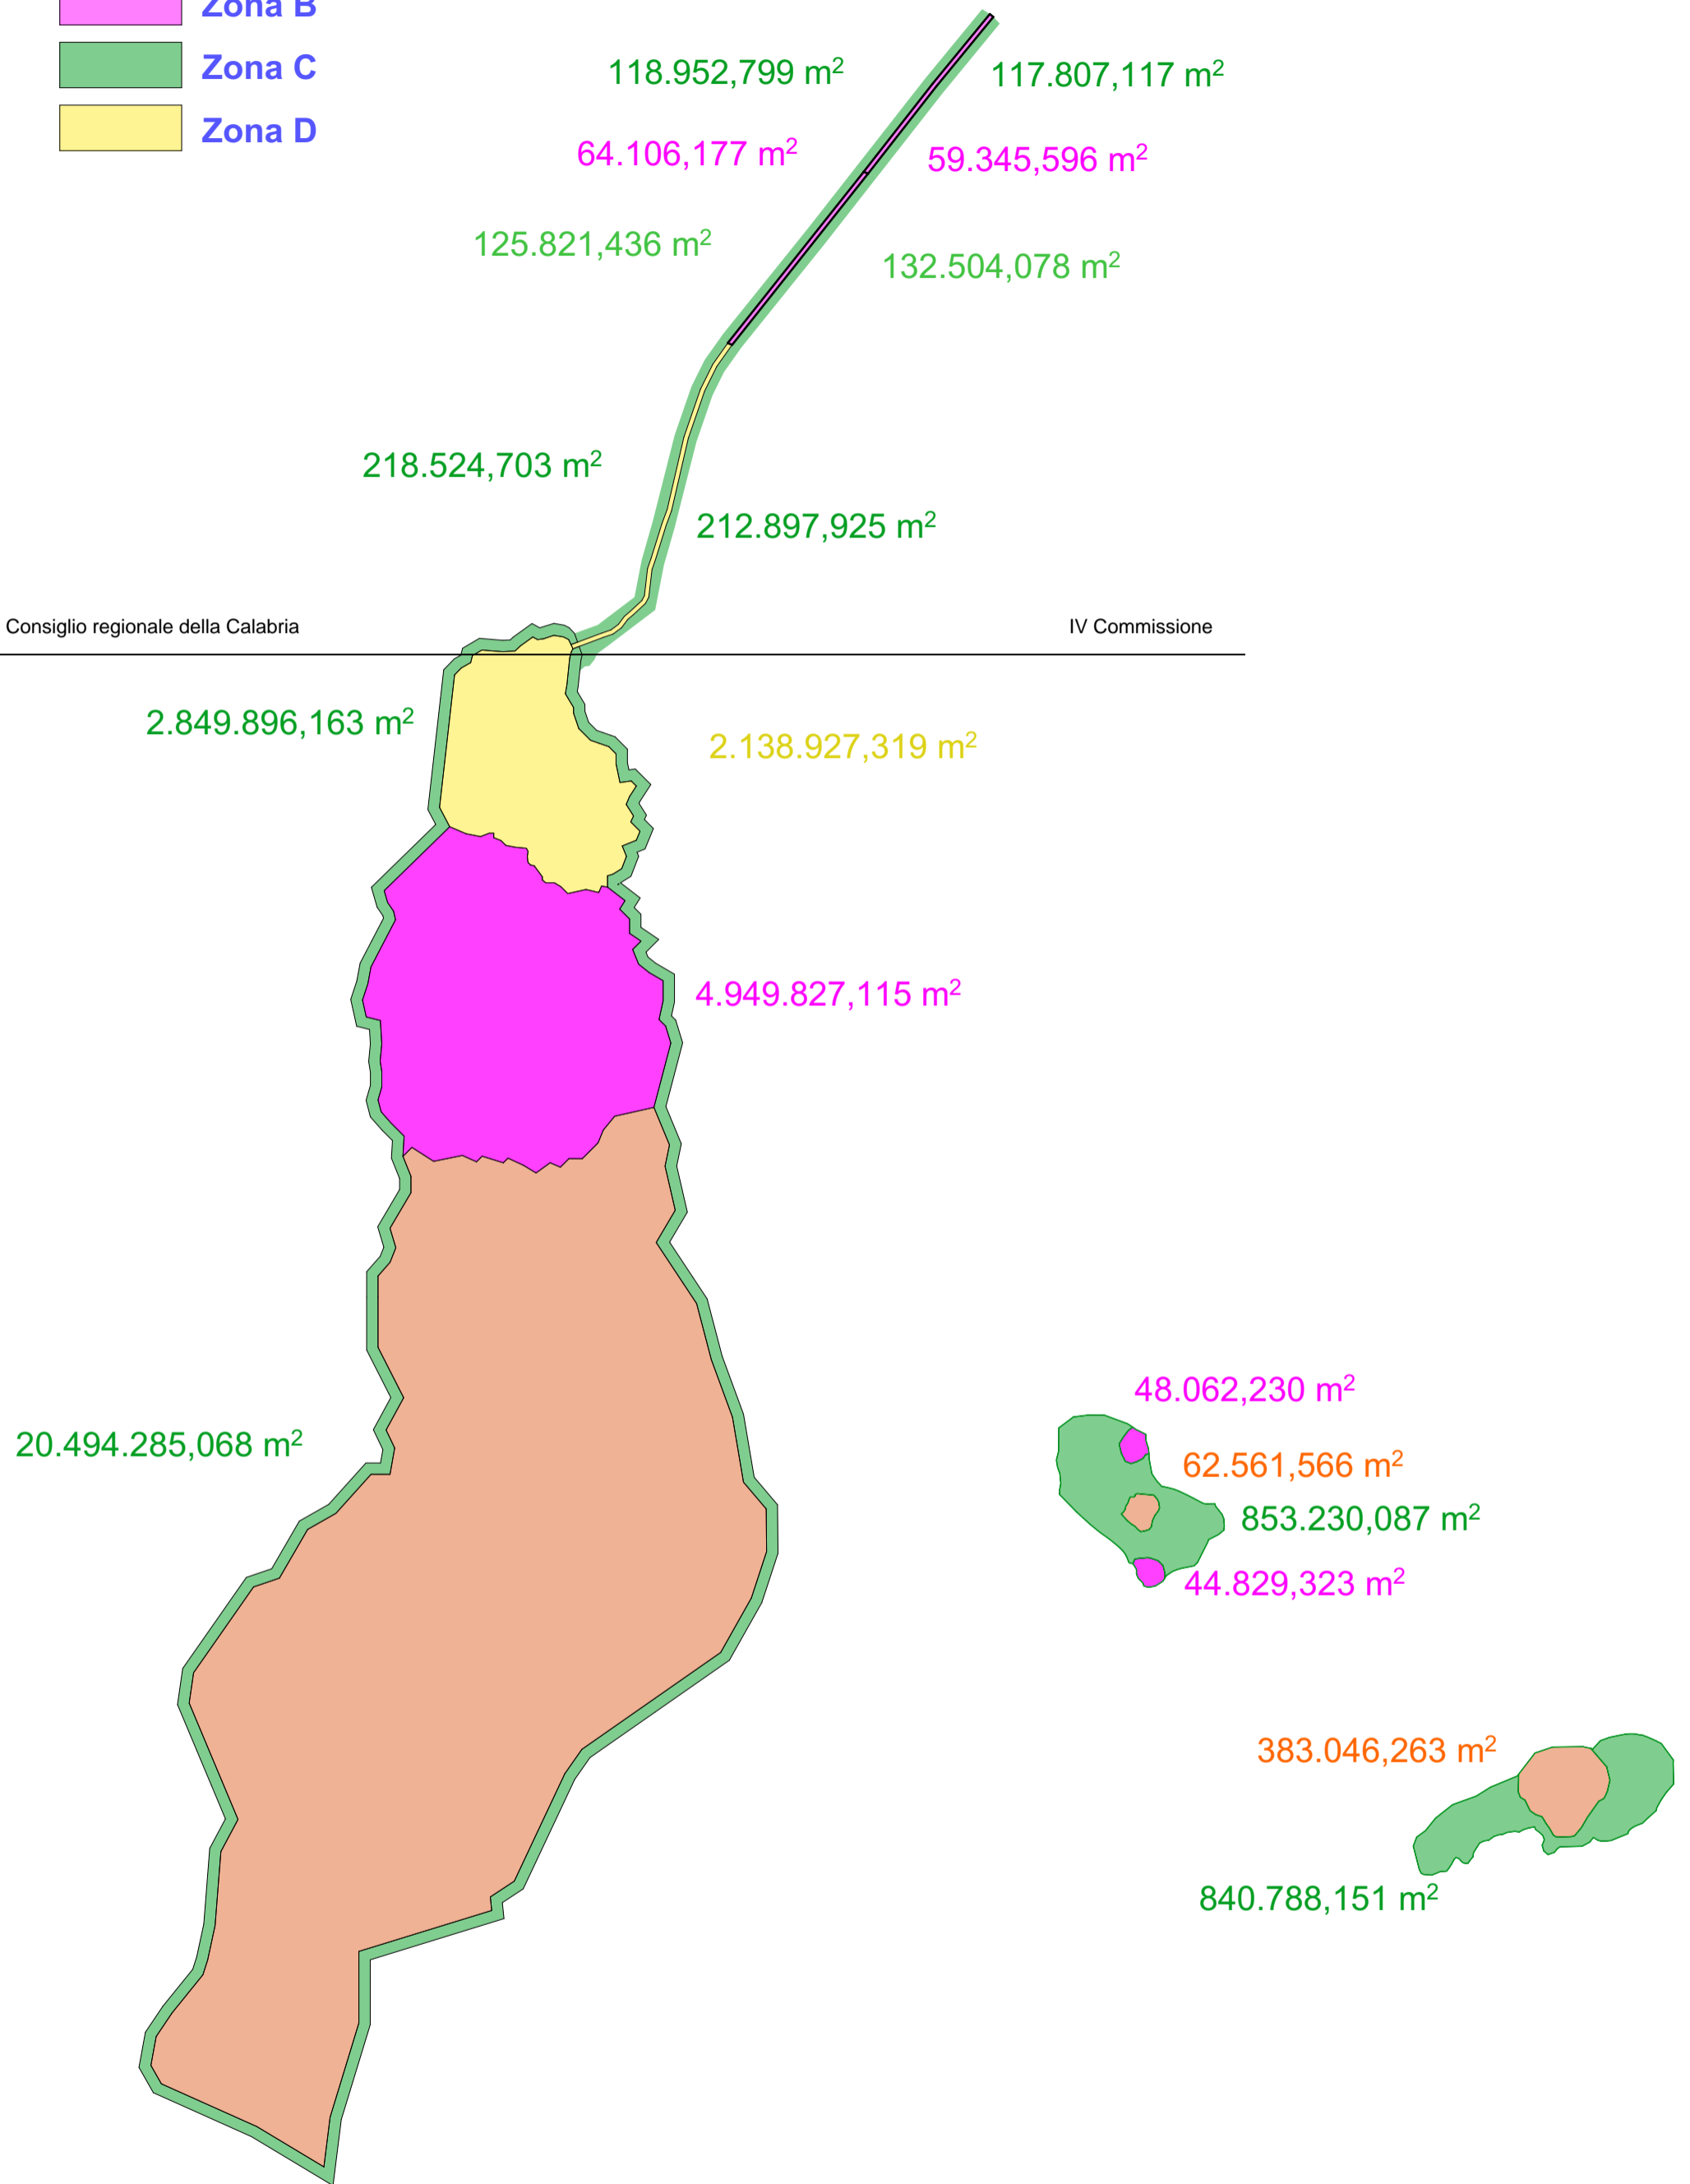 Zona B
Zona C
Zona D
118.952,799 m²
117.807,117 m²
64.106,177 m²
59.345,596 m²
125.821,436 m²
132.504,078 m²
218.524,703 m²
212.897,925 m²
Consiglio regionale della Calabria
IV Commissione
2.849.896,163 m²
2.138.927,319 m²
4.949.827,115 m²
48.062,230 m²
20.494.285,068 m²
62.561,566 m²
853.230,087 m²
44.829,323 m²
383.046,263 m²
840.788,151 m²